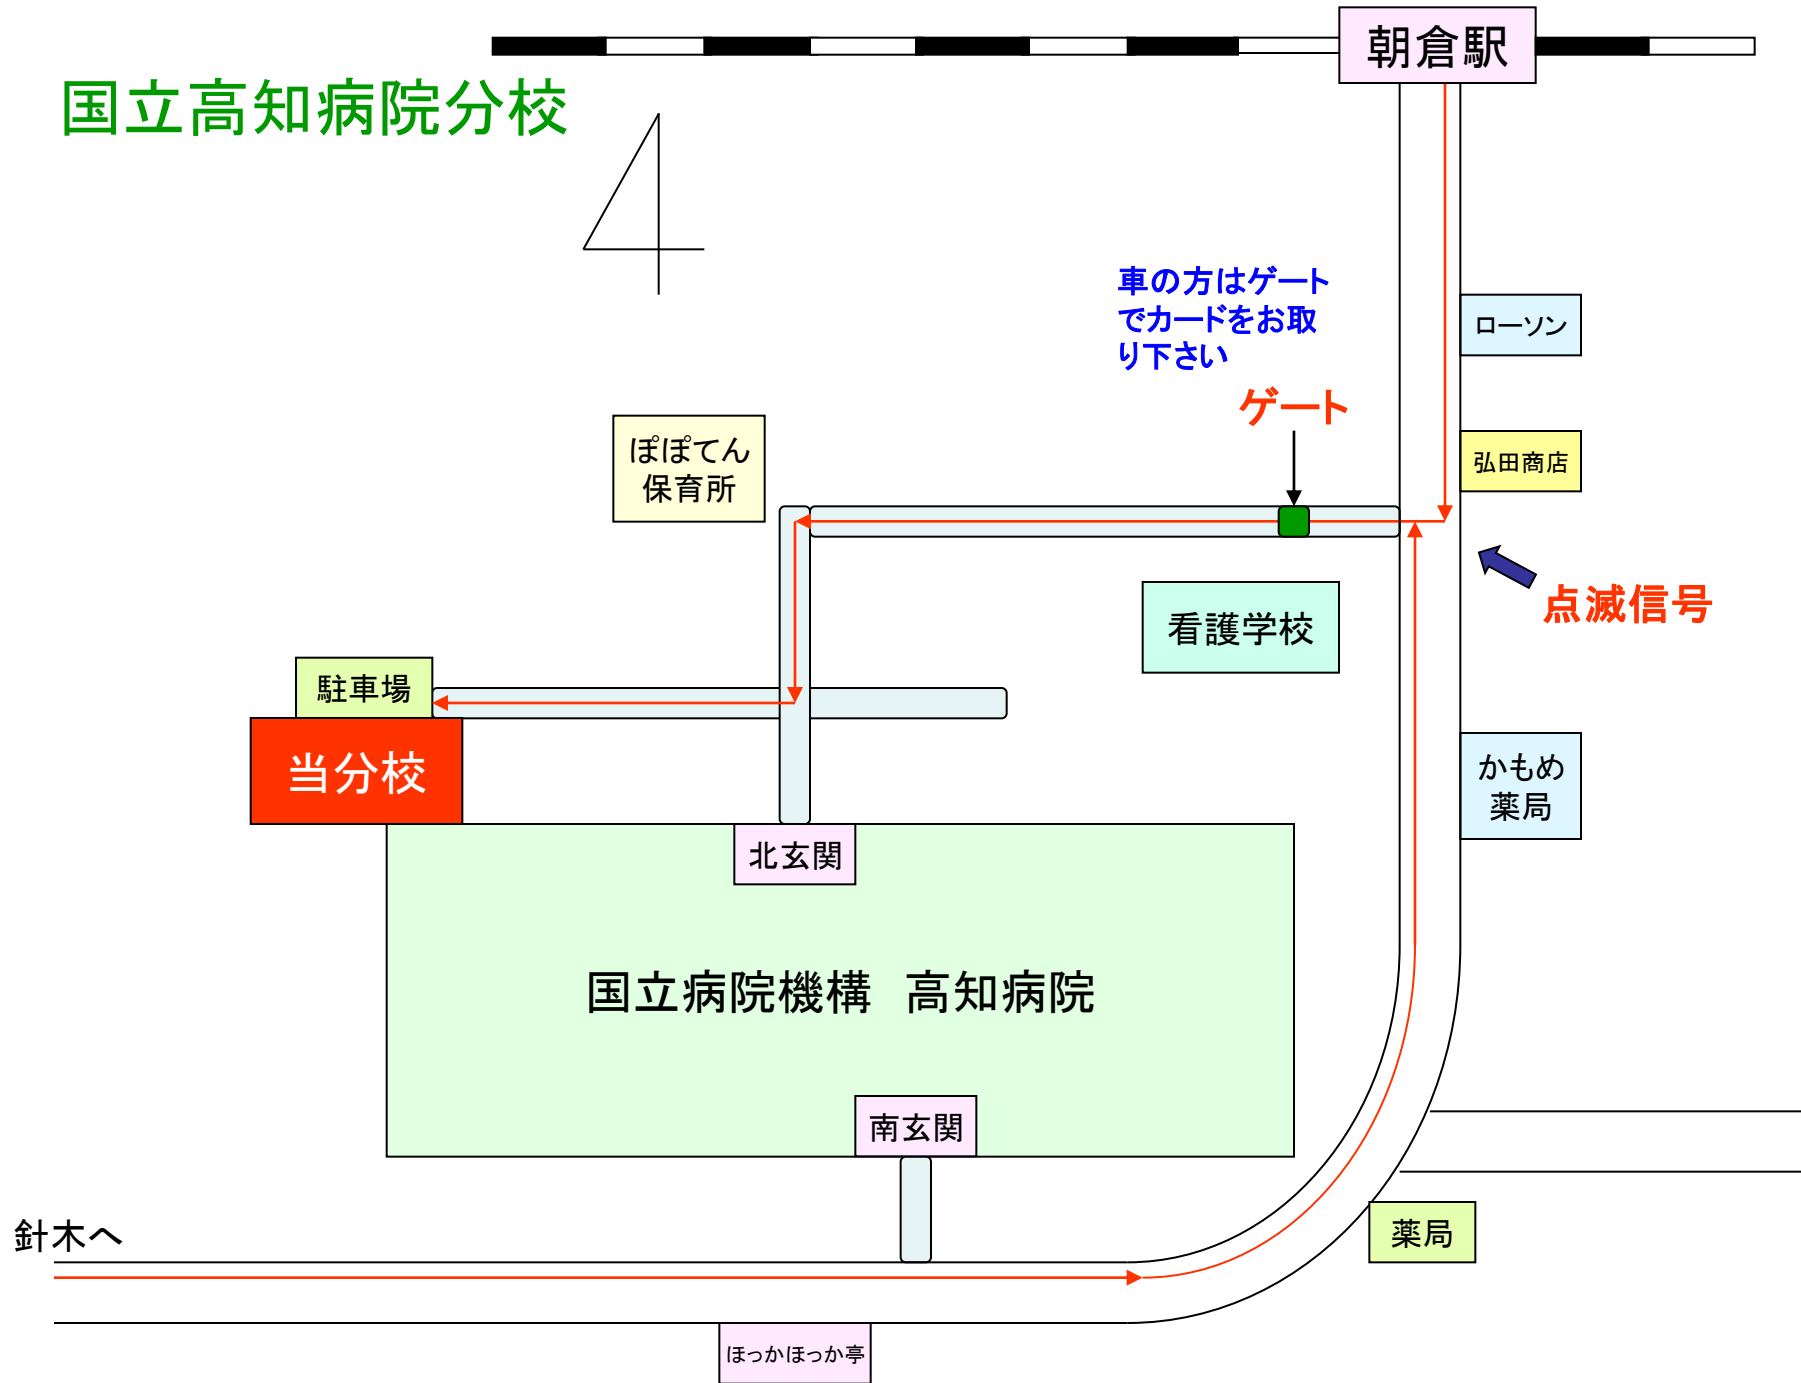 朝倉駅
国立高知病院分校
車の方はゲート
でカードをお取
り下さい
ローソン
ゲート
ぽぽてん
保育所
弘田商店
点滅信号
看護学校
駐車場
当分校
かもめ
薬局
北玄関
国立病院機構　高知病院
南玄関
針木へ
薬局
ほっかほっか亭